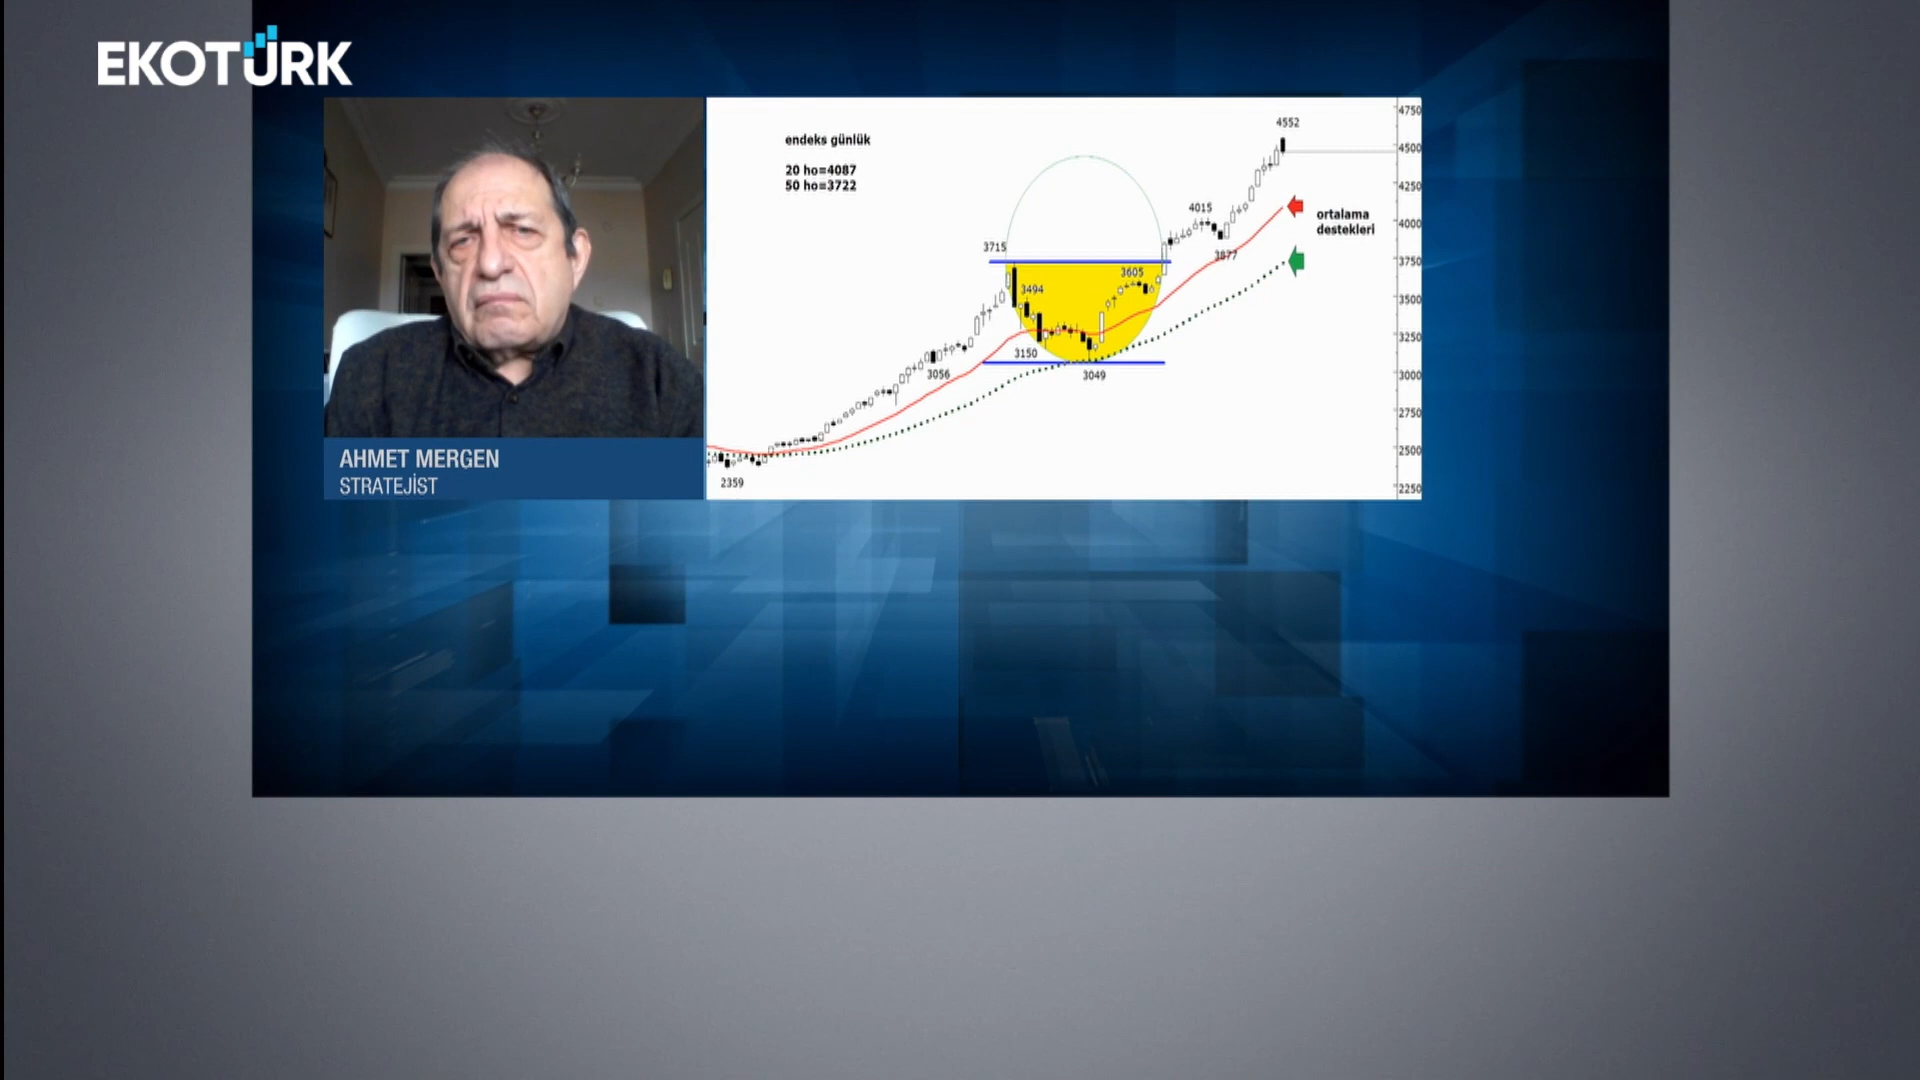 EKOTÜRK
AHMET MERGEN
STRATEJİST
endeks günlük
20 ho=4087
50 ho=3722
4552
4015
3877
3715
3605
3494
3150
3056
3049
2359
ortalama
destekleri
4750
4500
4250
4000
3750
3500
3250
3000
2750
2500
2250